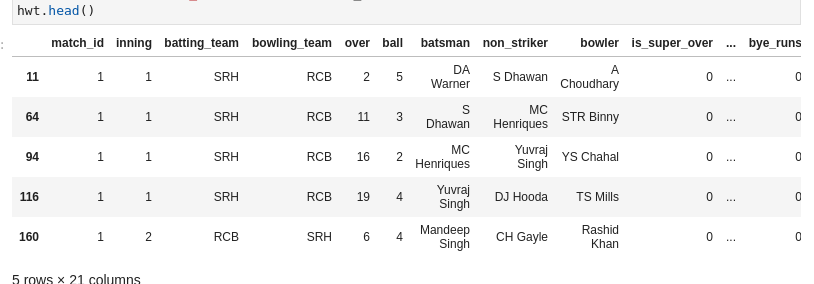 hwt.head()
:
match_id inning batting_team bowling_team over ball batsman non_striker bowler is_super_over ... bye_runs
11 1 1 SRH RCB 2 5 DA Warner S Dhawan A Choudhary 0 ... 0
64 1 1 SRH RCB 11 3 S Dhawan MC Henriques STR Binny 0 ... 0
94 1 1 SRH RCB 16 2 MC Henriques Yuvraj Singh YS Chahal 0 ... 0
116 1 1 SRH RCB 19 4 Yuvraj Singh DJ Hooda TS Mills 0 ... 0
160 1 2 RCB SRH 6 4 Mandeep Singh CH Gayle Rashid Khan 0 ... 0
5 rows × 21 columns